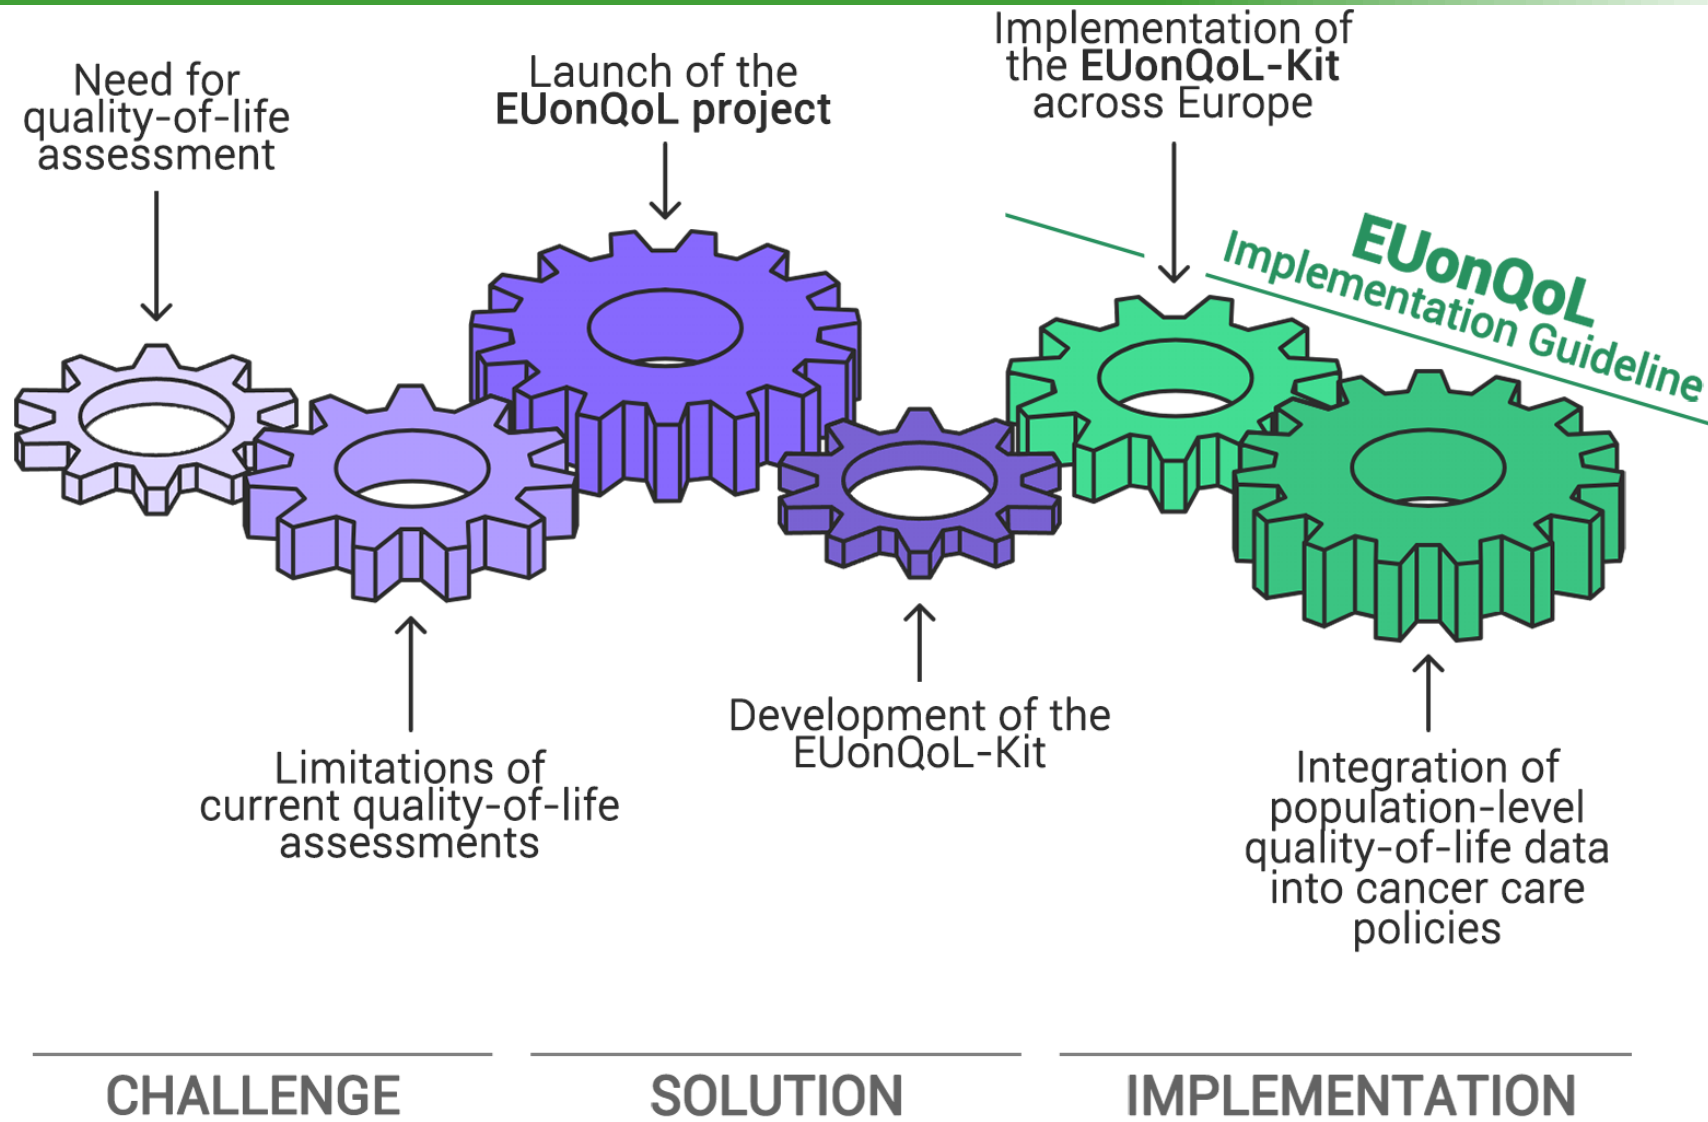 Need for
quality-of-life
assessment
Limitations of
current quality-of-life
assessments
Launch of the
EUonQoL project
Development of the
EUonQoL-Kit
Implementation of
the EUonQoL-Kit
across Europe
EUonQoL
Implementation Guideline
Integration of
population-level
quality-of-life data
into cancer care
policies
CHALLENGE
SOLUTION
IMPLEMENTATION